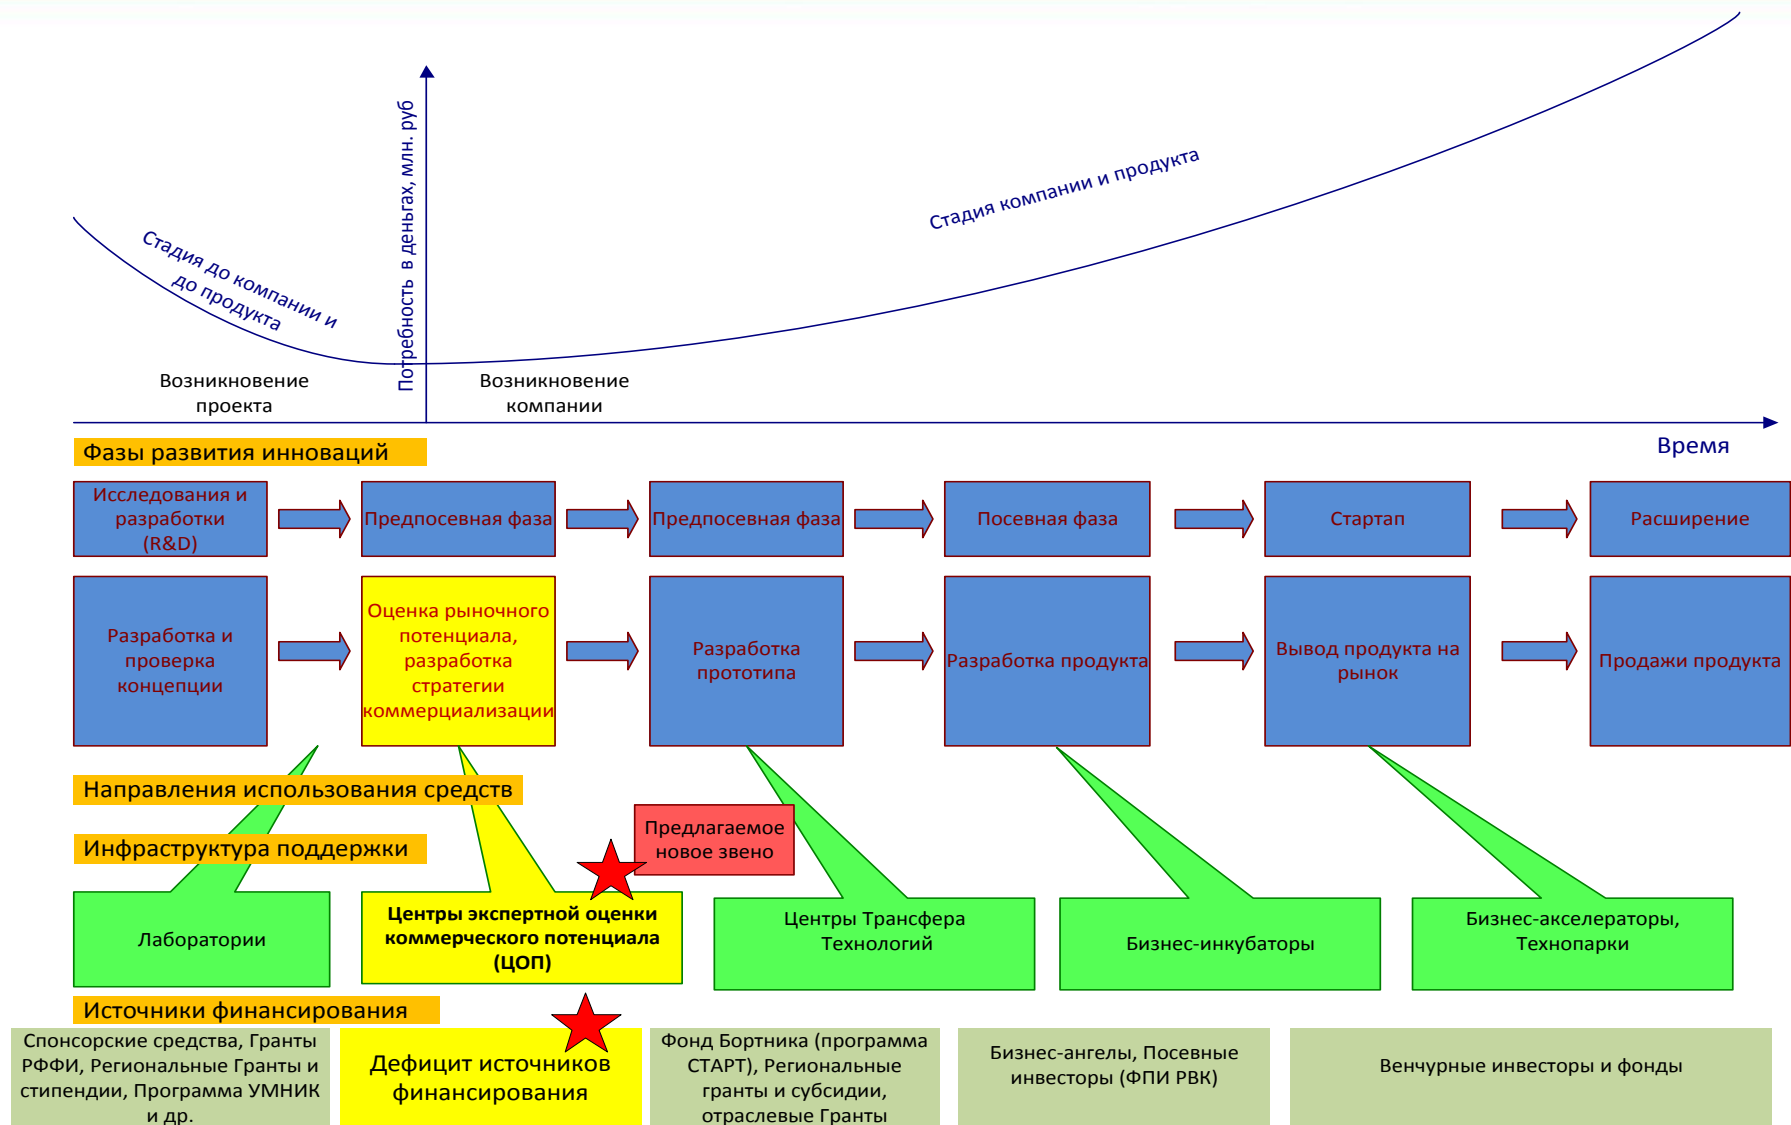 Потребность в деньгах, млн. руб
Стадия до компании и
до продукта
Стадия компании и продукта
Возникновение
проекта
Возникновение
компании
Время
Фазы развития инноваций
Исследования и
разработки
(R&D)
Предпосевная фаза
Предпосевная фаза
Посевная фаза
Стартап
Расширение
Разработка и
проверка
концепции
Оценка рыночного
потенциала,
разработка
стратегии
коммерциализации
Разработка
прототипа
Разработка продукта
Вывод продукта на
рынок
Продажи продукта
Направления использования средств
Предлагаемое
новое звено
Инфраструктура поддержки
Лаборатории
Центры экспертной оценки
коммерческого потенциала
(ЦОП)
Центры Трансфера
Технологий
Бизнес-инкубаторы
Бизнес-акселераторы,
Технопарки
Источники финансирования
Спонсорские средства, Гранты
РФФИ, Региональные Гранты и
стипендии, Программа УМНИК
и др.
Дефицит источников
финансирования
Фонд Бортника (программа
СТАРТ), Региональные
гранты и субсидии,
отраслевые Гранты
Бизнес-ангелы, Посевные
инвесторы (ФПИ РВК)
Венчурные инвесторы и фонды